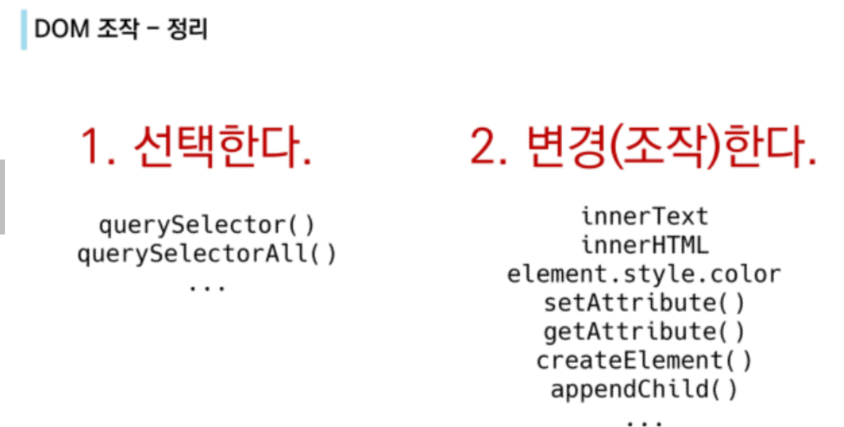 DOM 조작 - 정리
1. 선택한다.
querySelector()
querySelectorAll()
...
2. 변경(조작)한다.
innerText
innerHTML
element.style.color
setAttribute()
getAttribute()
createElement()
appendChild()
...